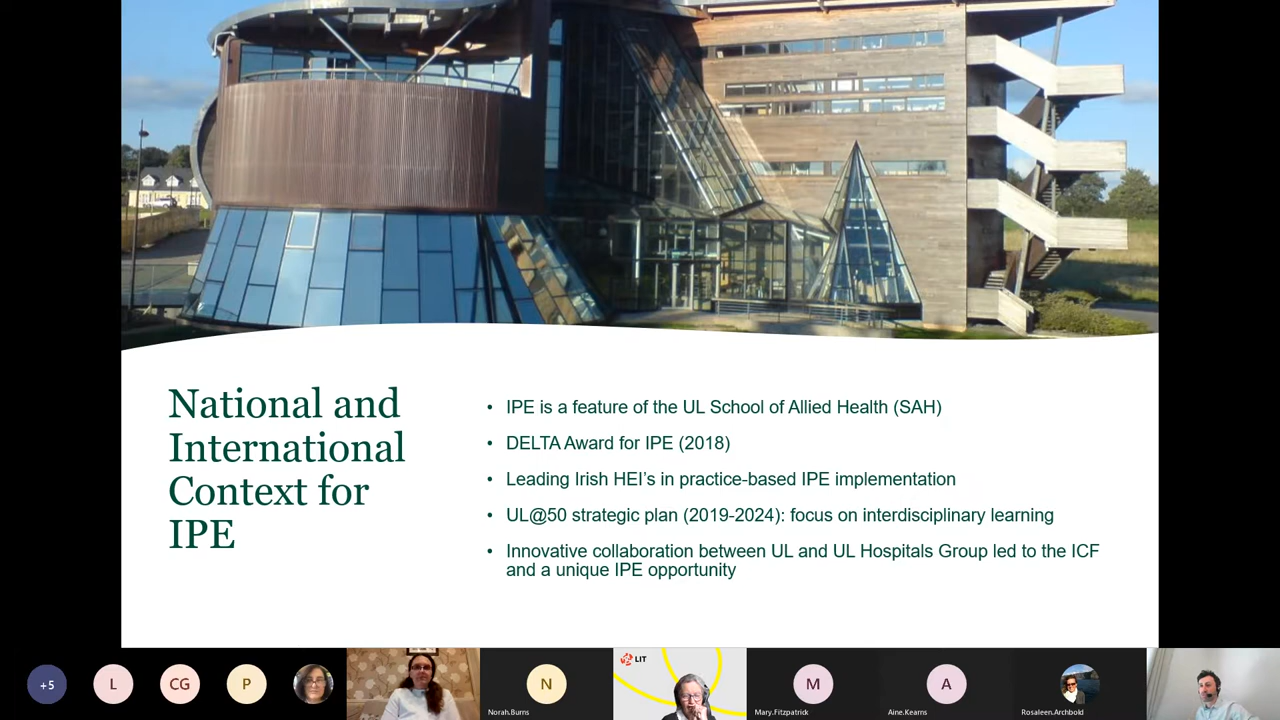 National and
International
Context for
IPE
• IPE is a feature of the UL School of Allied Health (SAH)
• DELTA Award for IPE (2018)
• Leading Irish HEI’s in practice-based IPE implementation
• UL@50 strategic plan (2019-2024): focus on interdisciplinary learning
• Innovative collaboration between UL and UL Hospitals Group led to the ICF
and a unique IPE opportunity
+5
L
CG
P
N
Norah.Burns
LIT
M
Mary.Fitzpatrick
A
Aine.Kearns
Rosaleen.Archbold